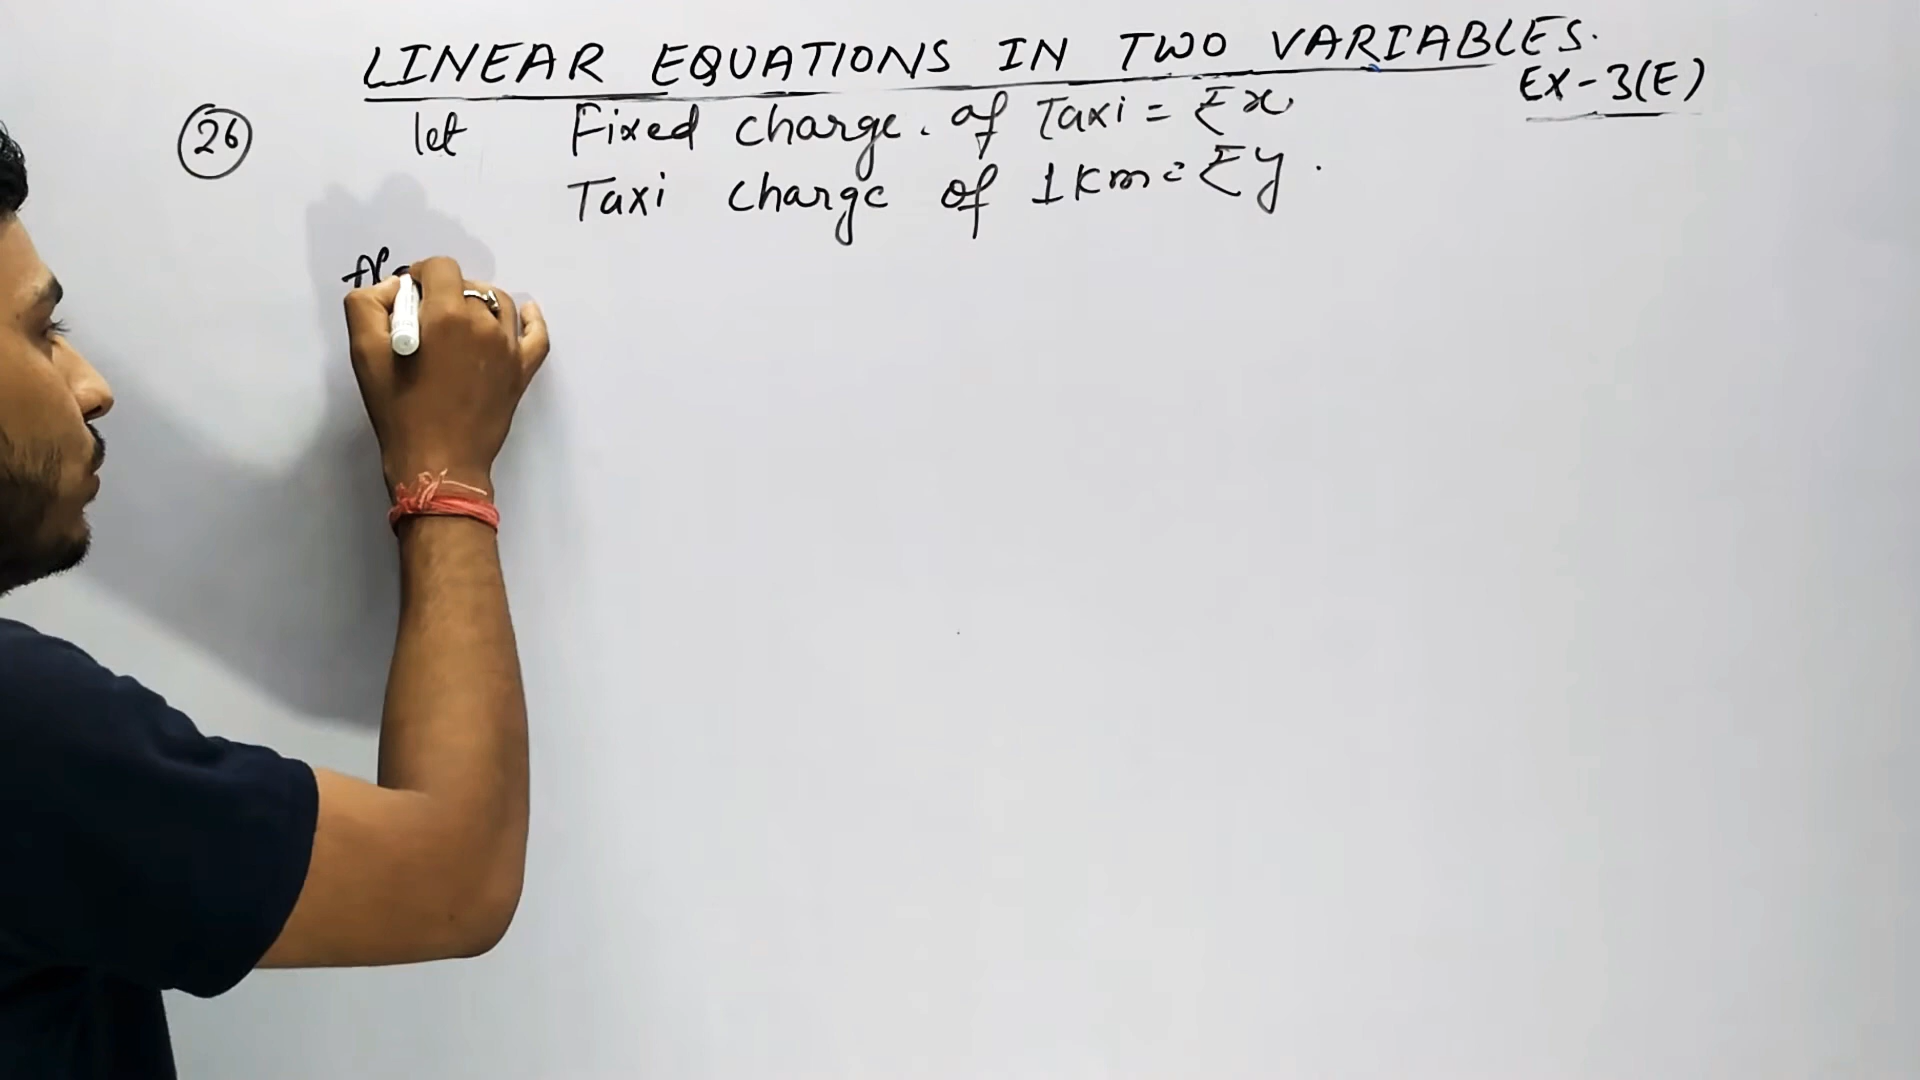 LINEAR EQUATIONS IN TWO VARIABLES.
EX-3(E)
26 let Fixed charge. of Taxi = ₹x
Taxi charge of 1km = ₹y.